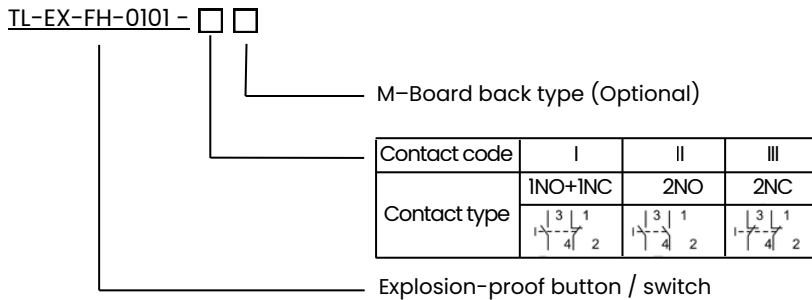 TL-EX-FH-0101 - □ □
M-Board back type (Optional)
Contact code I II III
Contact type 1NO+1NC 2NO 2NC
3 1 3 1 3 1
4 2 4 2 4 2
Explosion-proof button / switch